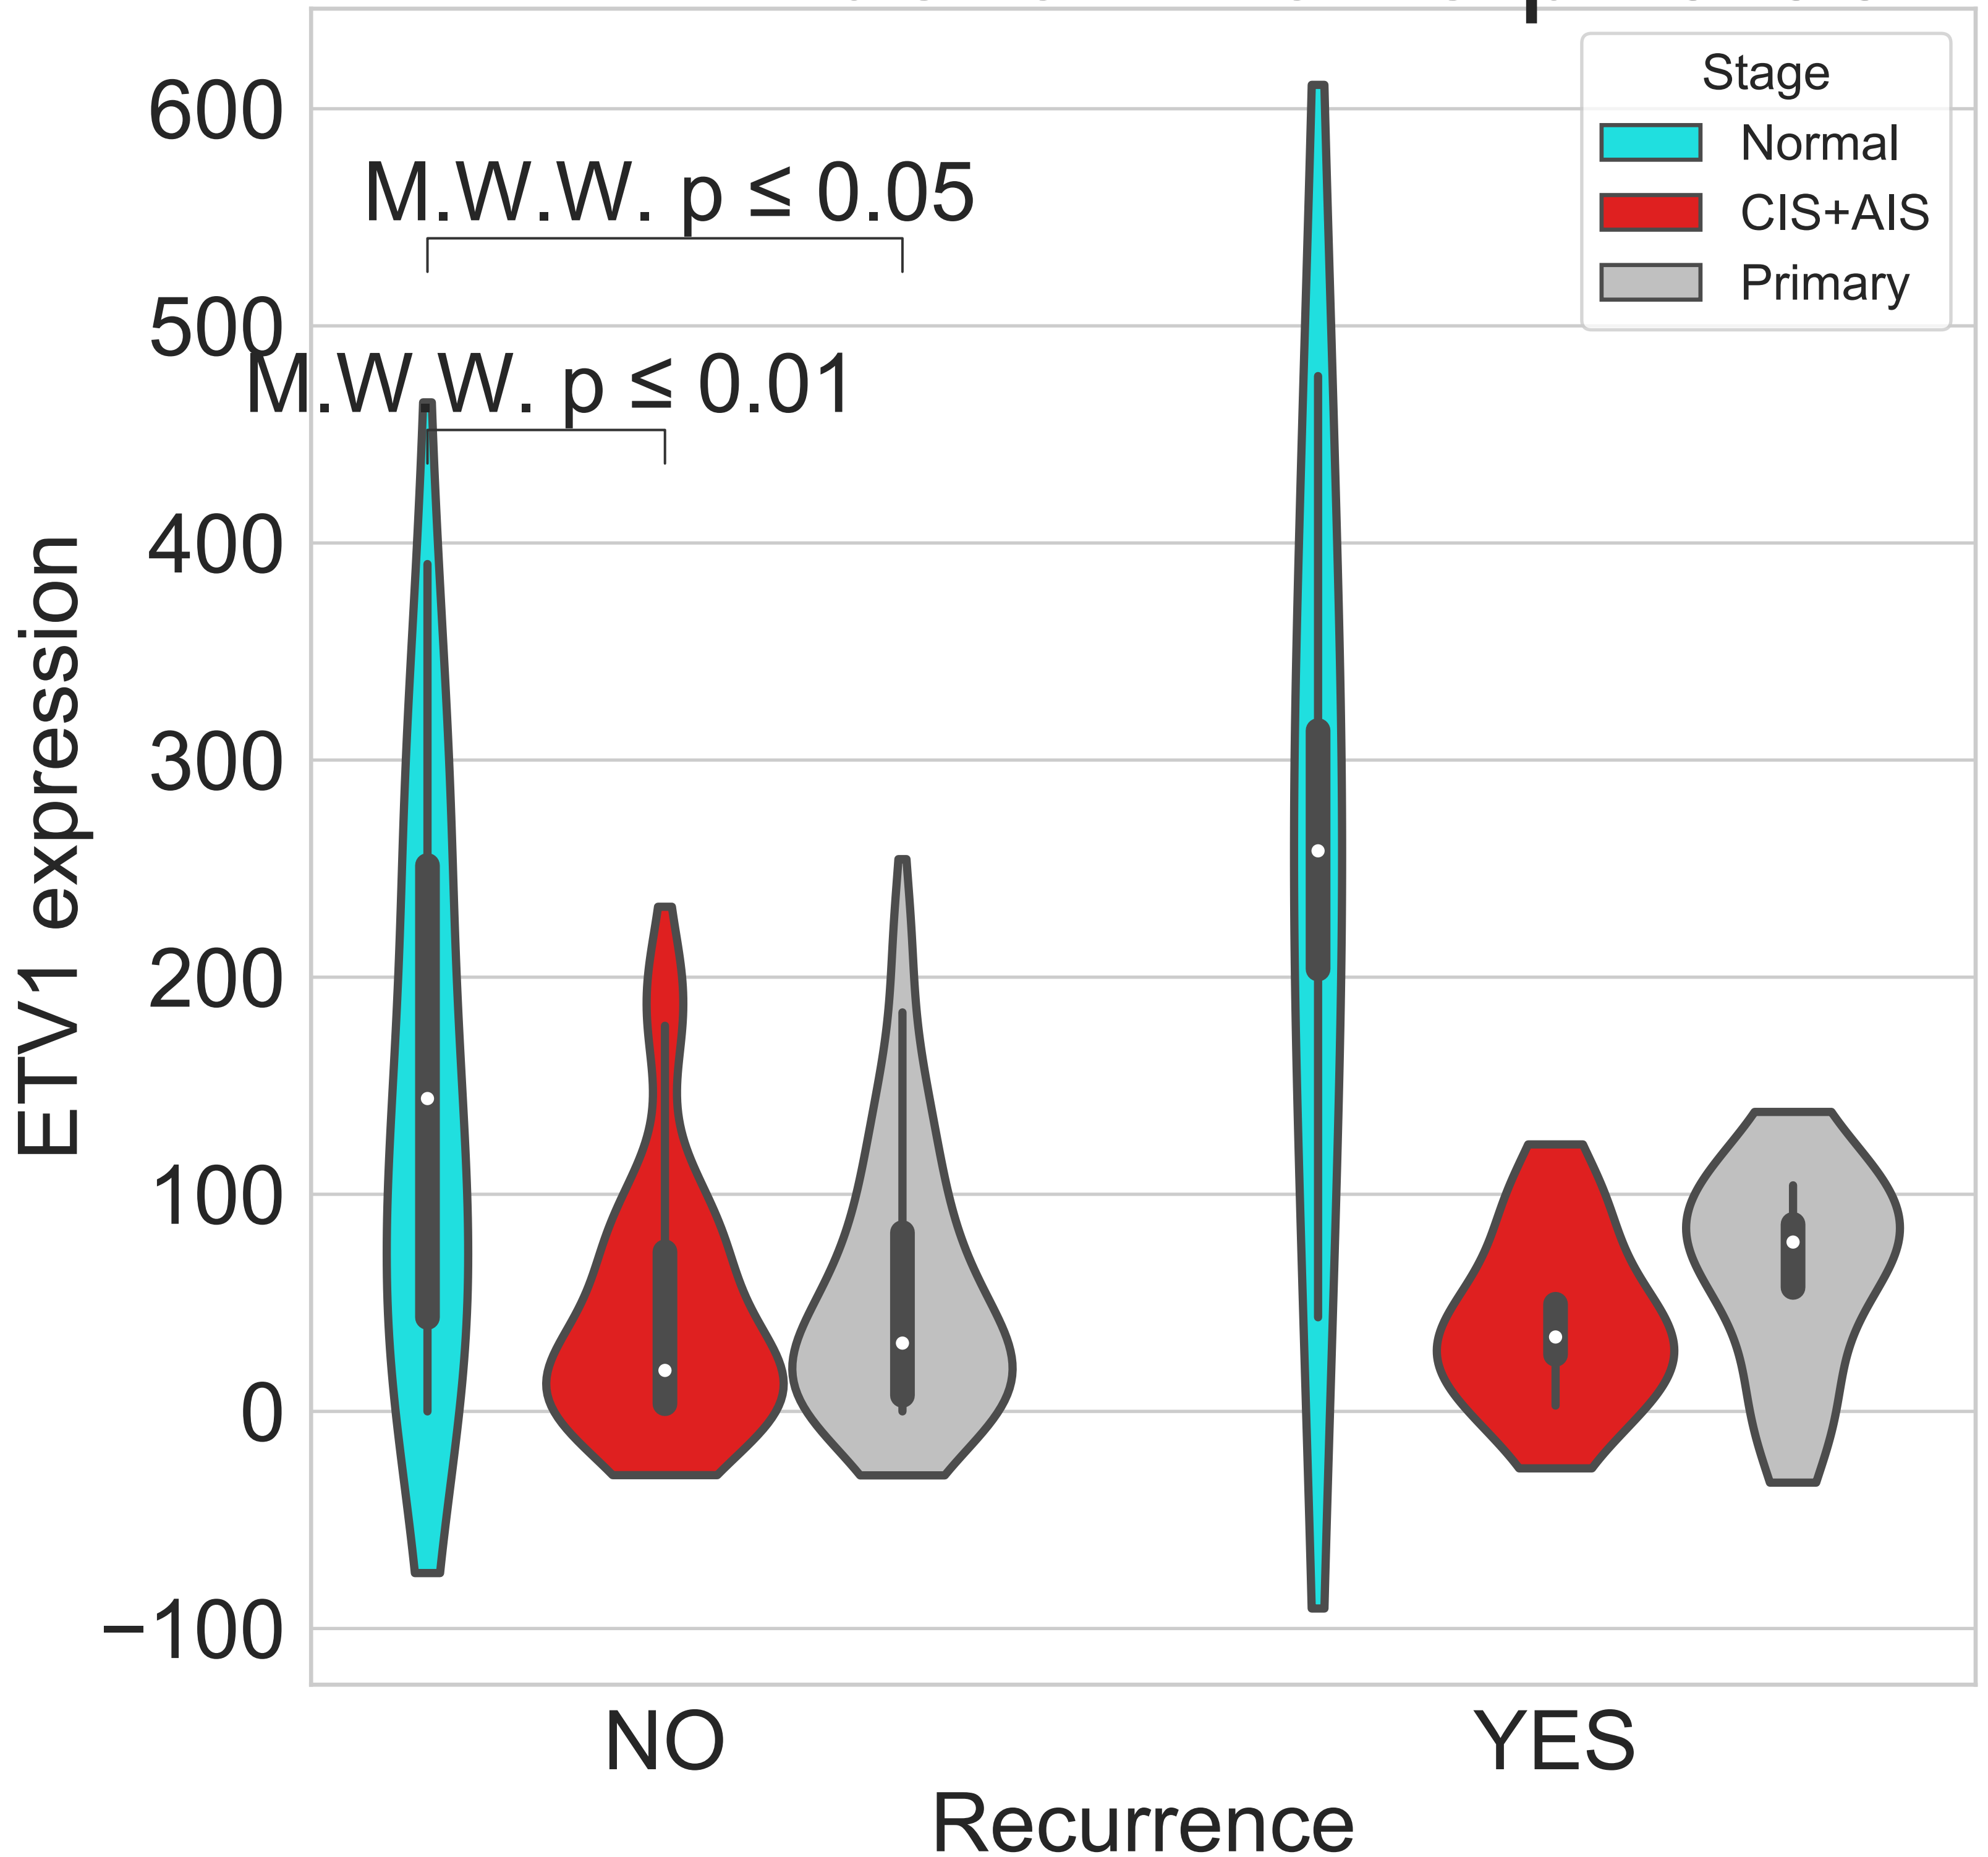 Stage
Normal
CIS+AIS
Primary
600
500
400
300
200
100
0
−100
M.W.W. p ≤ 0.05
M.W.W. p ≤ 0.01
ETV1 expression
NO
YES
Recurrence